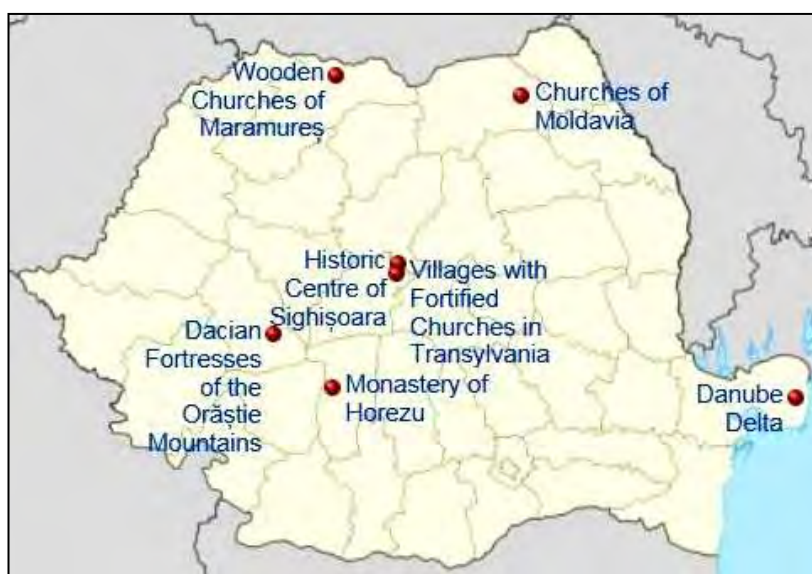 Wooden
Churches of
Maramureș
Churches of
Moldavia
Historic
Centre of
Sighișoara
Villages with
Fortified
Churches in
Transylvania
Dacian
Fortresses
of the
Orăștie
Mountains
Monastery of
Horezu
Danube
Delta